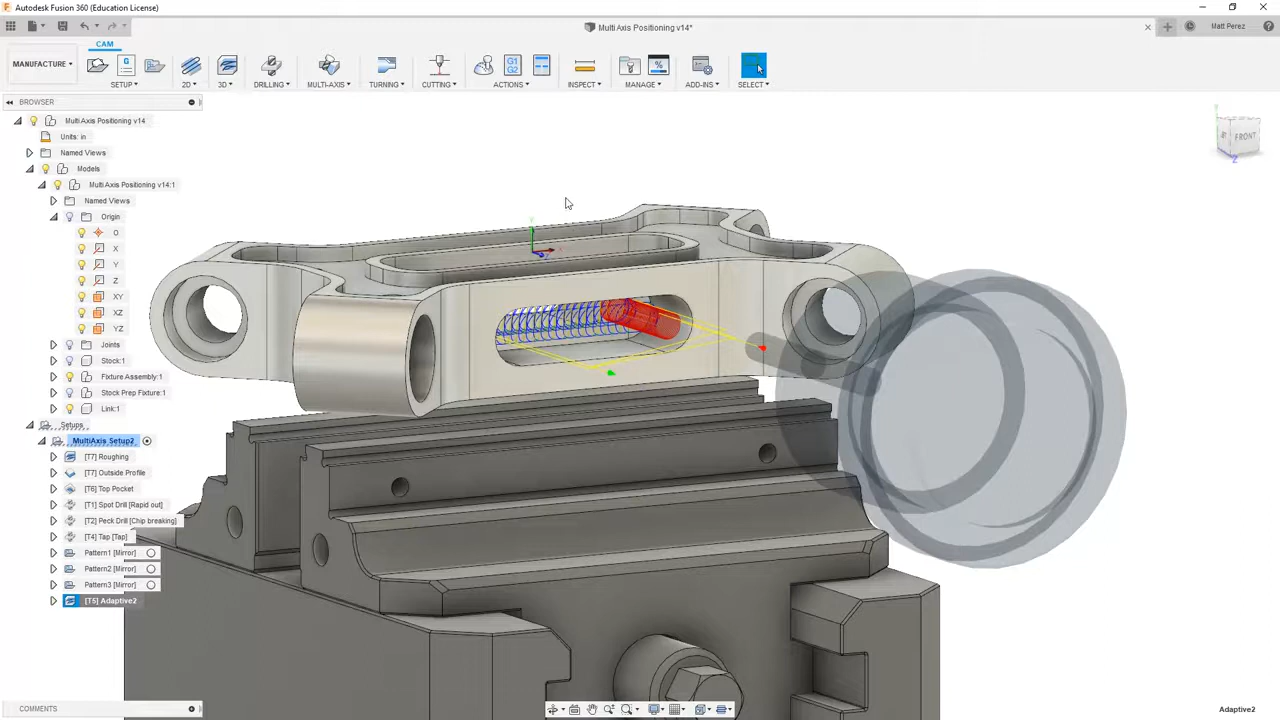 Autodesk Fusion 360 (Education License)
Multi Axis Positioning v14*
Matt Perez
CAM
MANUFACTURE
G1
G2
SETUP
2D
3D
DRILLING
MULTI-AXIS
TURNING
CUTTING
ACTIONS
INSPECT
MANAGE
ADD-INS
SELECT
BROWSER
Multi Axis Positioning v14
Units: in
Named Views
Models
Multi Axis Positioning v14:1
Named Views
Origin
O
X
Y
Z
XY
XZ
YZ
Joints
Stock:1
Fixture Assembly:1
Stock Prep Fixture:1
Link:1
Setups
MultiAxis Setup2
[T7] Roughing
[T7] Outside Profile
[T6] Top Pocket
[T1] Spot Drill [Rapid out]
[T2] Peck Drill [Chip breaking]
[T4] Tap [Tap]
Pattern1 [Mirror]
Pattern2 [Mirror]
Pattern3 [Mirror]
[T5] Adaptive2
FRONT
Z
COMMENTS
Adaptive2